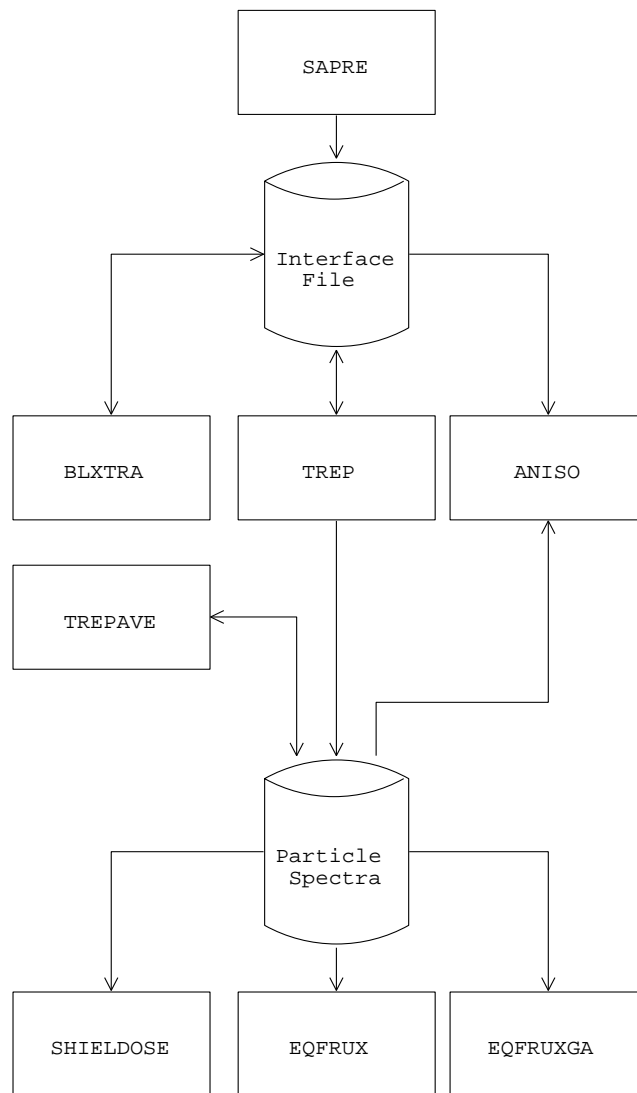 SAPRE
Interface
File
BLXTRA
TREP
ANISO
TREPAVE
Particle
Spectra
SHIELDOSE
EQFRUX
EQFRUXGA